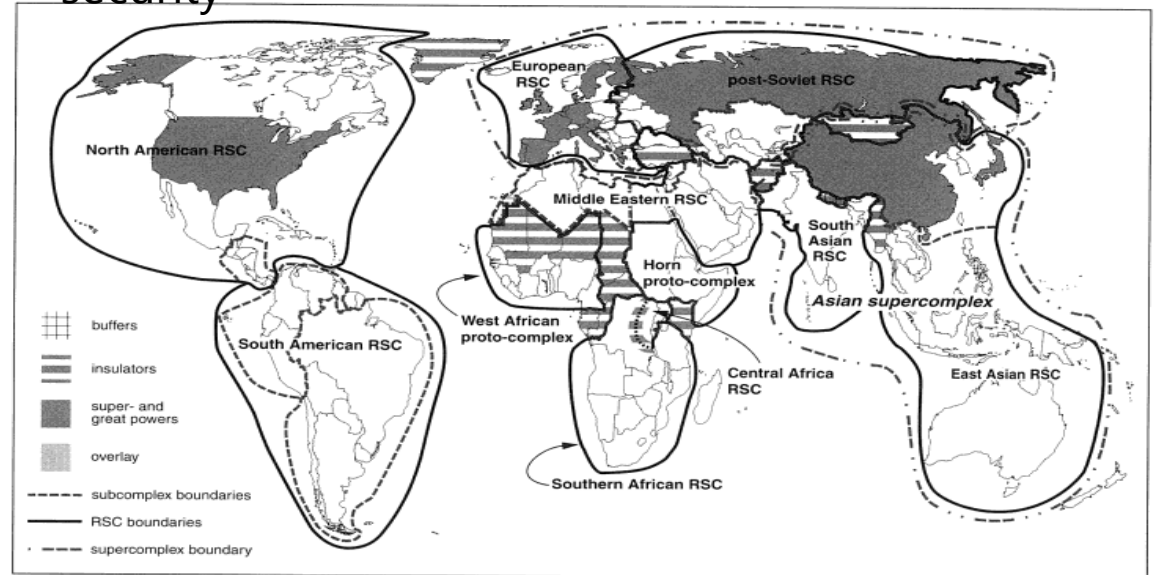 security
European
RSC
post-Soviet RSC
North American RSC
Middle Eastern RSC
South
Asian
RSC
Horn
proto-complex
Asian supercomplex
West African
proto-complex
South American RSC
Central Africa
RSC
East Asian RSC
Southern African RSC
buffers
insulators
super- and
great powers
overlay
subcomplex boundaries
RSC boundaries
supercomplex boundary